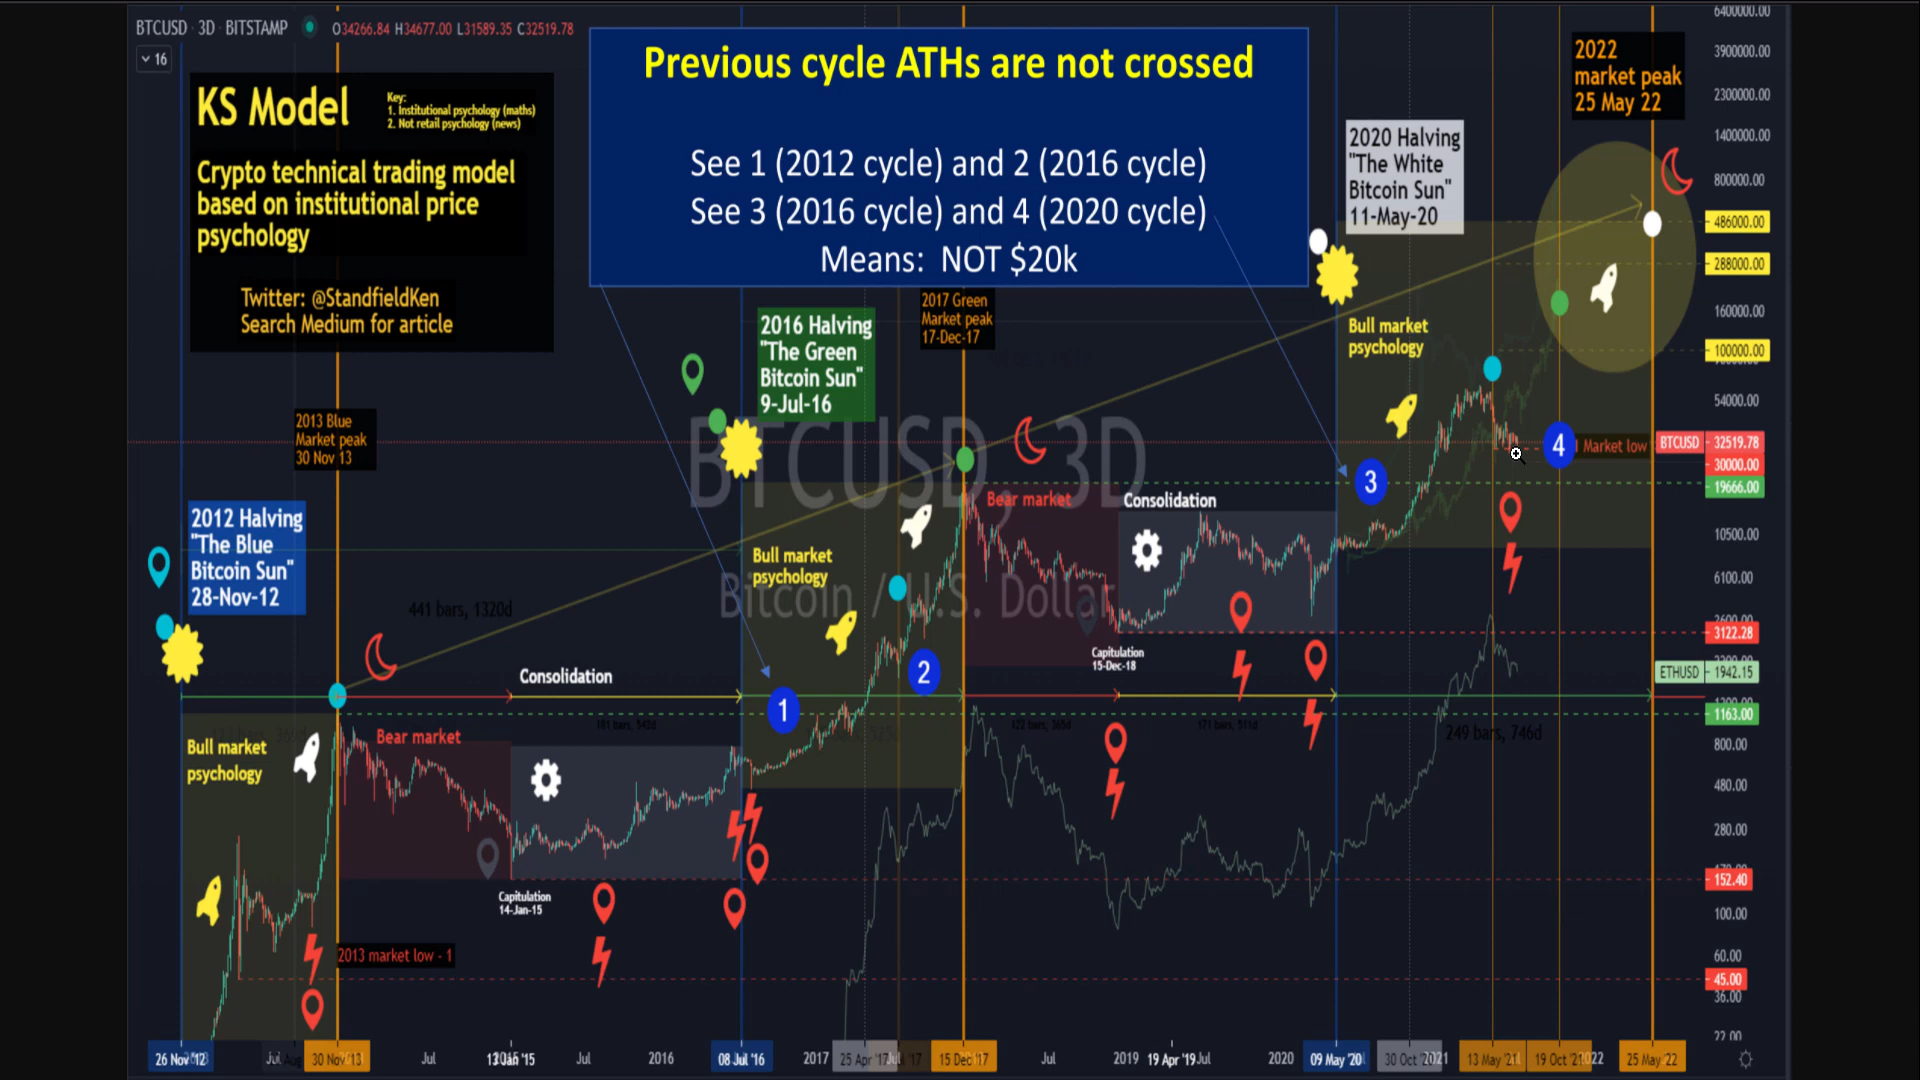 BTCUSD · 3D · BITSTAMP
O34266.84 H34677.00 L31589.35 C32519.78
16
KS Model
Key:
1. Institutional psychology (maths)
2. Not retail psychology (news)
Crypto technical trading model
based on institutional price
psychology
Twitter: @StandfieldKen
Search Medium for article
Previous cycle ATHs are not crossed
See 1 (2012 cycle) and 2 (2016 cycle)
See 3 (2016 cycle) and 4 (2020 cycle)
Means: NOT $20k
2022
market peak
25 May 22
2020 Halving
"The White
Bitcoin Sun"
11-May-20
2016 Halving
"The Green
Bitcoin Sun"
9-Jul-16
2017 Green
Market peak
17-Dec-17
2013 Blue
Market peak
30 Nov 13
2012 Halving
"The Blue
Bitcoin Sun"
28-Nov-12
BTCUSD, 3D
Bitcoin / U.S. Dollar
Bull market
psychology
Bull market
psychology
Bull market
psychology
Bear market
Bear market
Consolidation
Consolidation
Capitulation
14-Jan-15
Capitulation
15-Dec-18
2013 market low - 1
Market low
441 bars, 1320d
249 bars, 746d
1
2
3
4
6400000.00
3900000.00
2300000.00
1400000.00
800000.00
486000.00
288000.00
160000.00
100000.00
54000.00
BTCUSD 32519.78
30000.00
19666.00
10500.00
6100.00
3122.28
ETHUSD 1942.15
1163.00
800.00
480.00
280.00
152.40
100.00
60.00
45.00
36.00
22.00
26 Nov '12
Jul
30 Nov '13
Jul
13 Jan '15
Jul
2016
08 Jul '16
2017
25 Apr '17
15 Dec '17
Jul
2019
19 Apr '19
Jul
2020
09 May '20
30 Oct
2021
13 May '21
19 Oct '21
2022
25 May '22